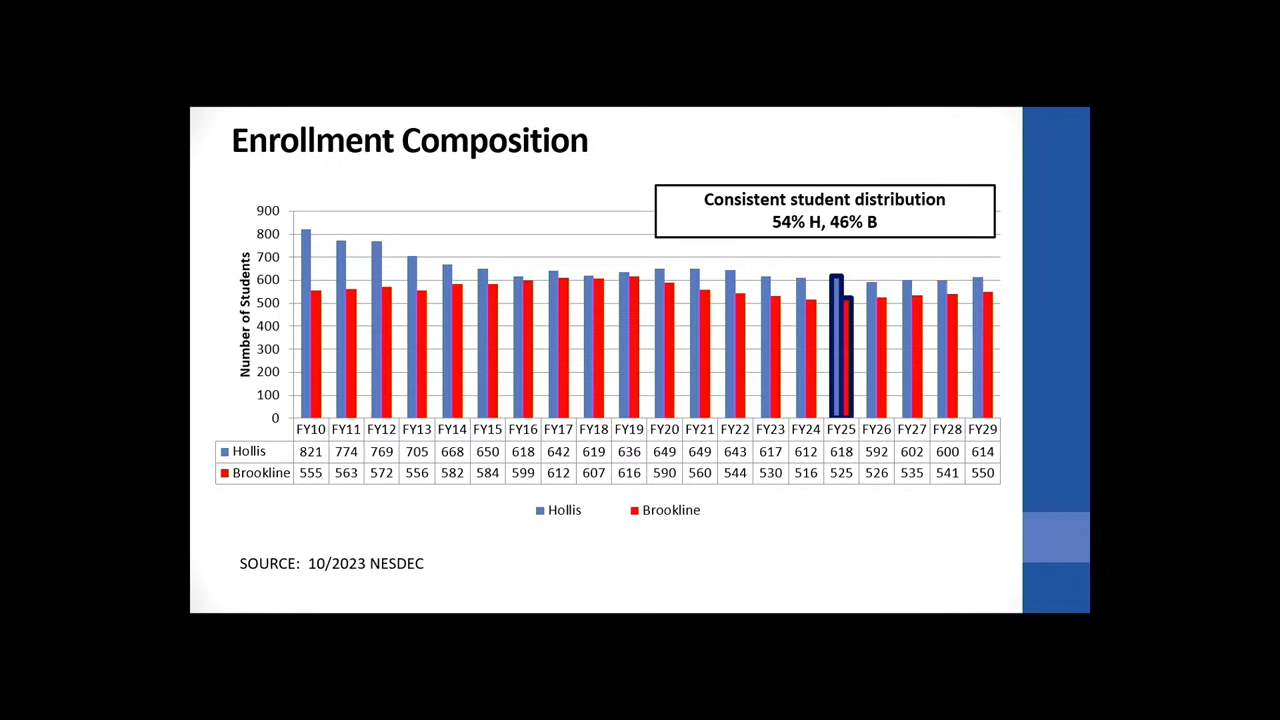 Enrollment Composition
Consistent student distribution
54% H, 46% B
Number of Students
900
800
700
600
500
400
300
200
100
0
FY10 FY11 FY12 FY13 FY14 FY15 FY16 FY17 FY18 FY19 FY20 FY21 FY22 FY23 FY24 FY25 FY26 FY27 FY28 FY29
Hollis 821 774 769 705 668 650 618 642 619 636 649 649 643 617 612 618 592 602 600 614
Brookline 555 563 572 556 582 584 599 612 607 616 590 560 544 530 516 525 526 535 541 550
Hollis Brookline
SOURCE: 10/2023 NESDEC